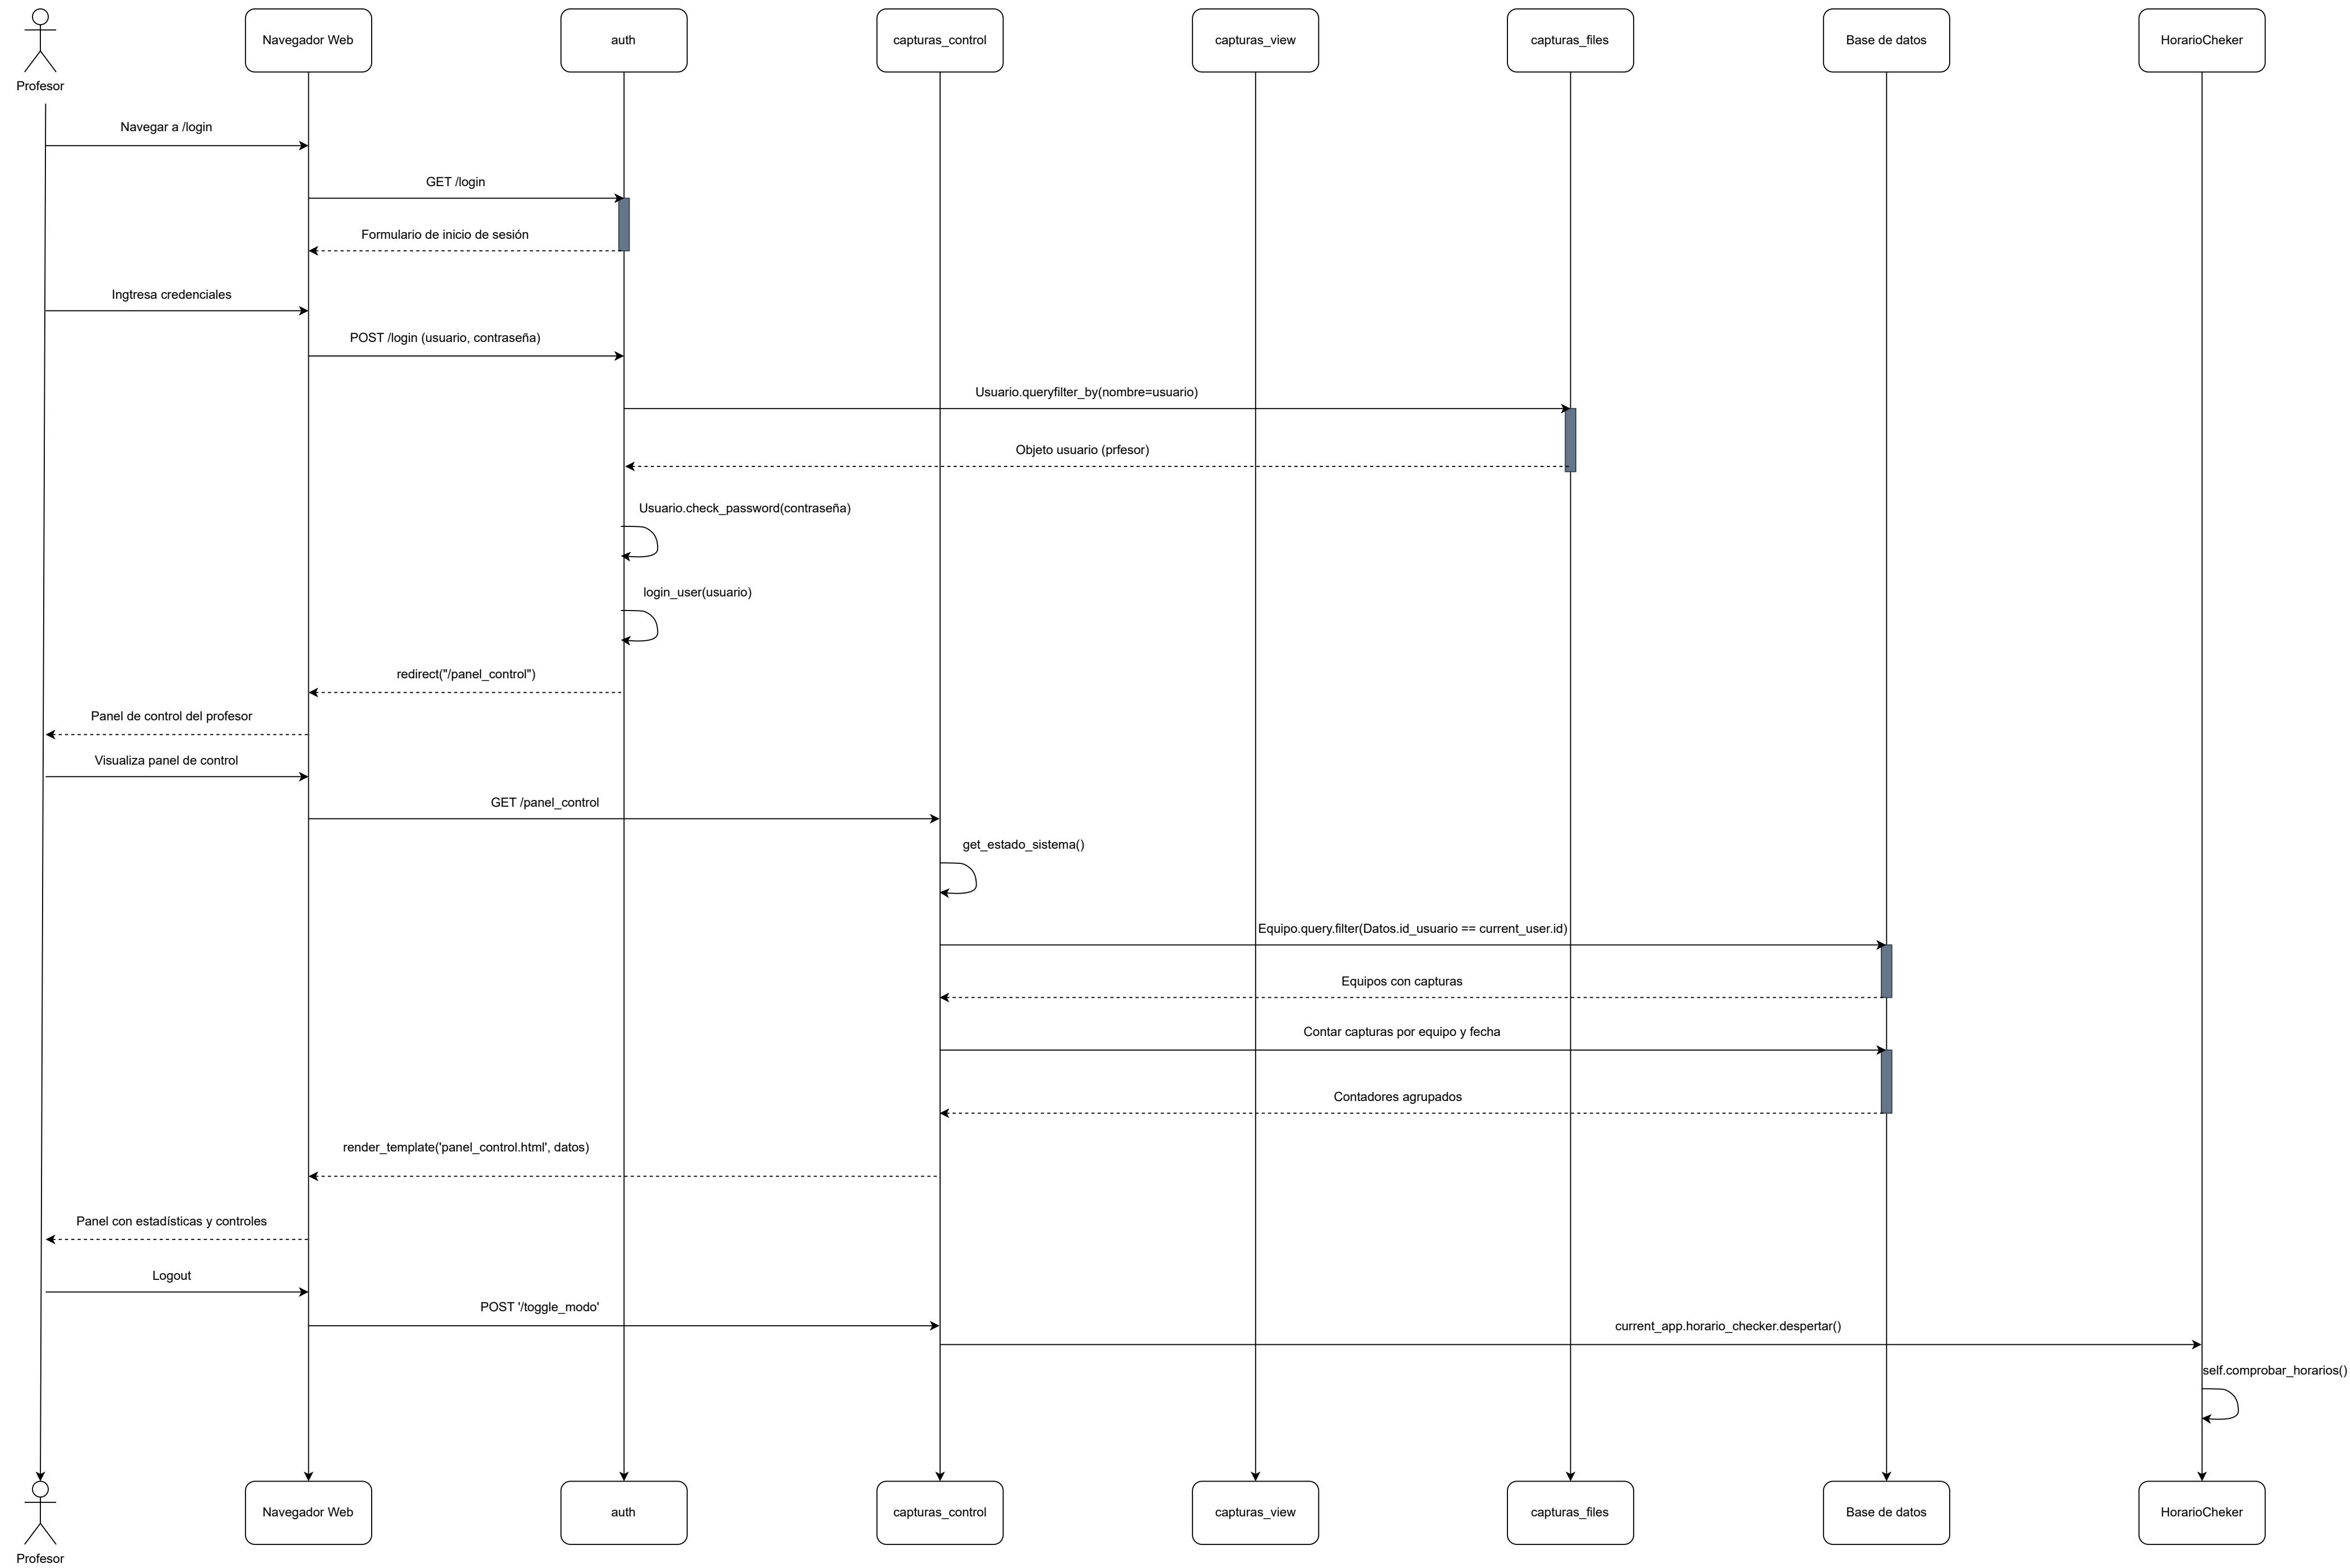 Profesor
Navegador Web
auth
capturas_control
capturas_view
capturas_files
Base de datos
HorarioCheker
Navegar a /login
GET /login
Formulario de inicio de sesión
Ingtresa credenciales
POST /login (usuario, contraseña)
Usuario.queryfilter_by(nombre=usuario)
Objeto usuario (prfesor)
Usuario.check_password(contraseña)
login_user(usuario)
redirect("/panel_control")
Panel de control del profesor
Visualiza panel de control
GET /panel_control
get_estado_sistema()
Equipo.query.filter(Datos.id_usuario == current_user.id)
Equipos con capturas
Contar capturas por equipo y fecha
Contadores agrupados
render_template('panel_control.html', datos)
Panel con estadísticas y controles
Logout
POST '/toggle_modo'
current_app.horario_checker.despertar()
self.comprobar_horarios()
Profesor
Navegador Web
auth
capturas_control
capturas_view
capturas_files
Base de datos
HorarioCheker